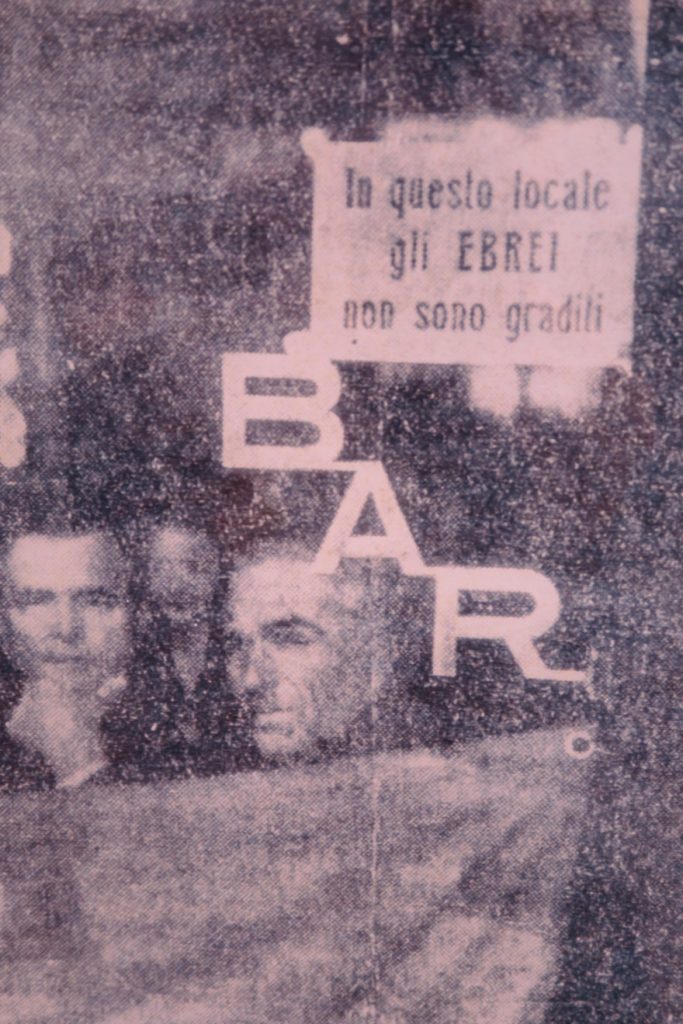 In questo locale
gli EBREI
non sono graditi
BAR